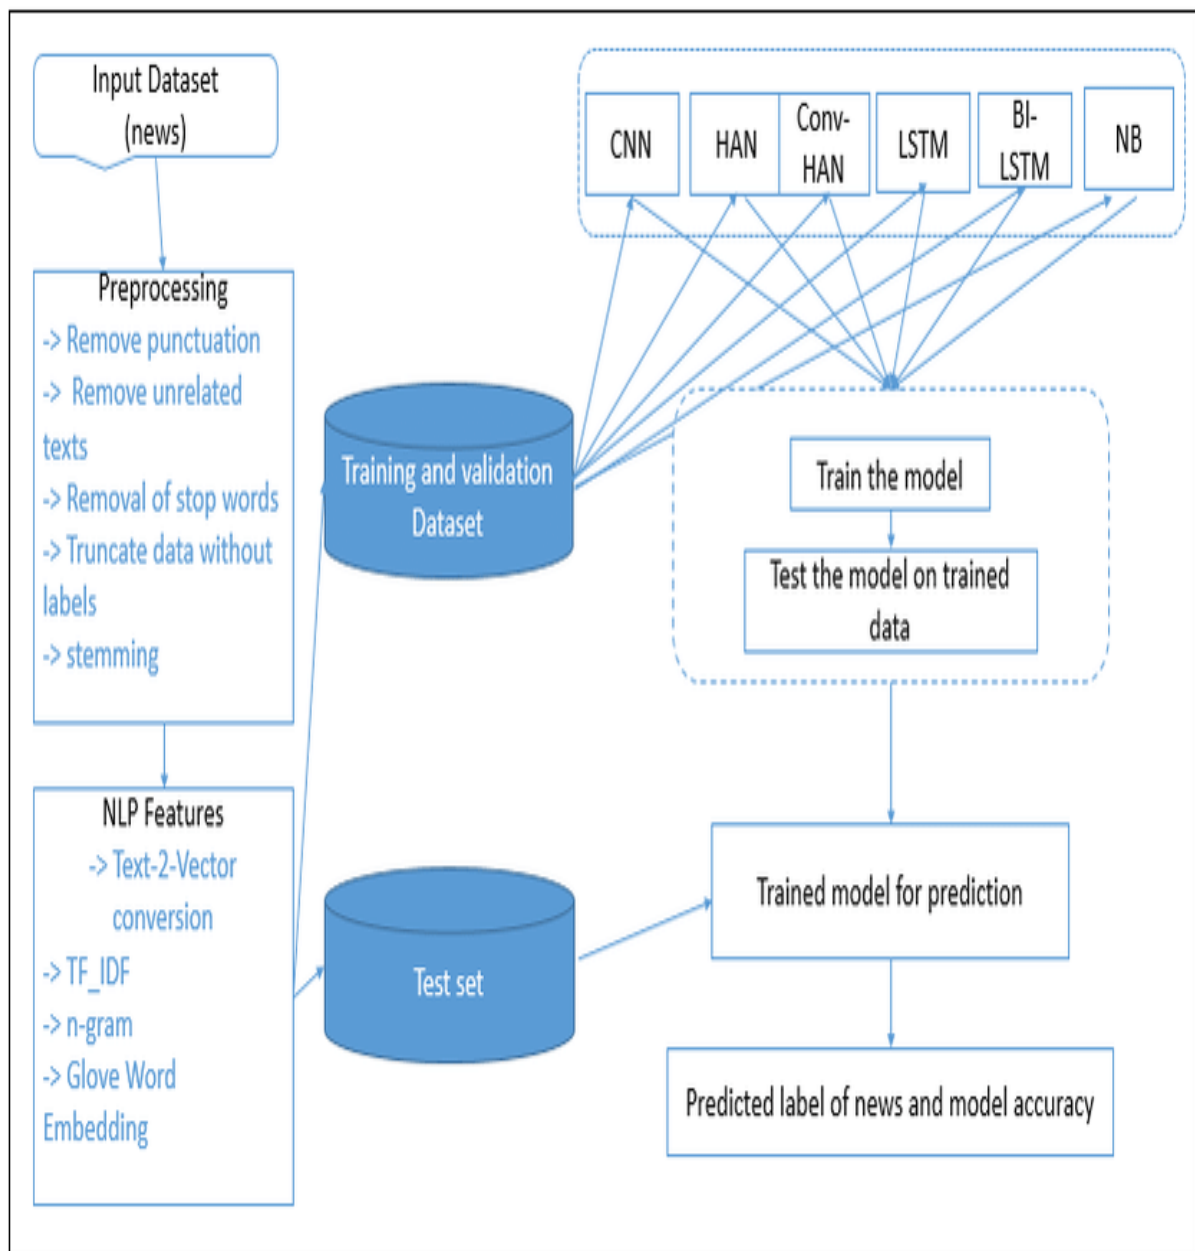 Input Dataset
(news)
Preprocessing
-> Remove punctuation
-> Remove unrelated
texts
-> Removal of stop words
-> Truncate data without
labels
-> stemming
NLP Features
-> Text-2-Vector
conversion
-> TF_IDF
-> n-gram
-> Glove Word
Embedding
Training and validation
Dataset
Test set
CNN
HAN
Conv-
HAN
LSTM
BI-
LSTM
NB
Train the model
Test the model on trained
data
Trained model for prediction
Predicted label of news and model accuracy